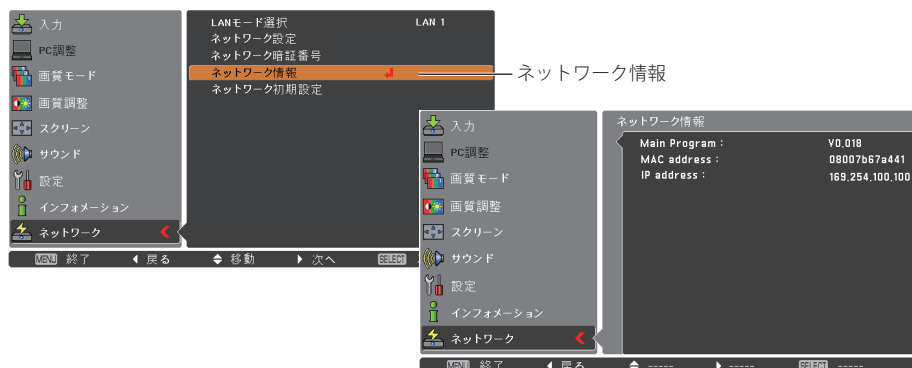 入力
PC調整
画質モード
画質調整
スクリーン
サウンド
設定
インフォメーション
ネットワーク
LANモード選択 LAN 1
ネットワーク設定
ネットワーク暗証番号
ネットワーク情報
ネットワーク初期設定
MENU 終了 戻る 移動 次へ SELECT
ネットワーク情報
入力
PC調整
画質モード
画質調整
スクリーン
サウンド
設定
インフォメーション
ネットワーク
ネットワーク情報
Main Program : V0.018
MAC address : 08007b67a441
IP address : 169.254.100.100
MENU 終了 戻る ----- ----- SELECT -----